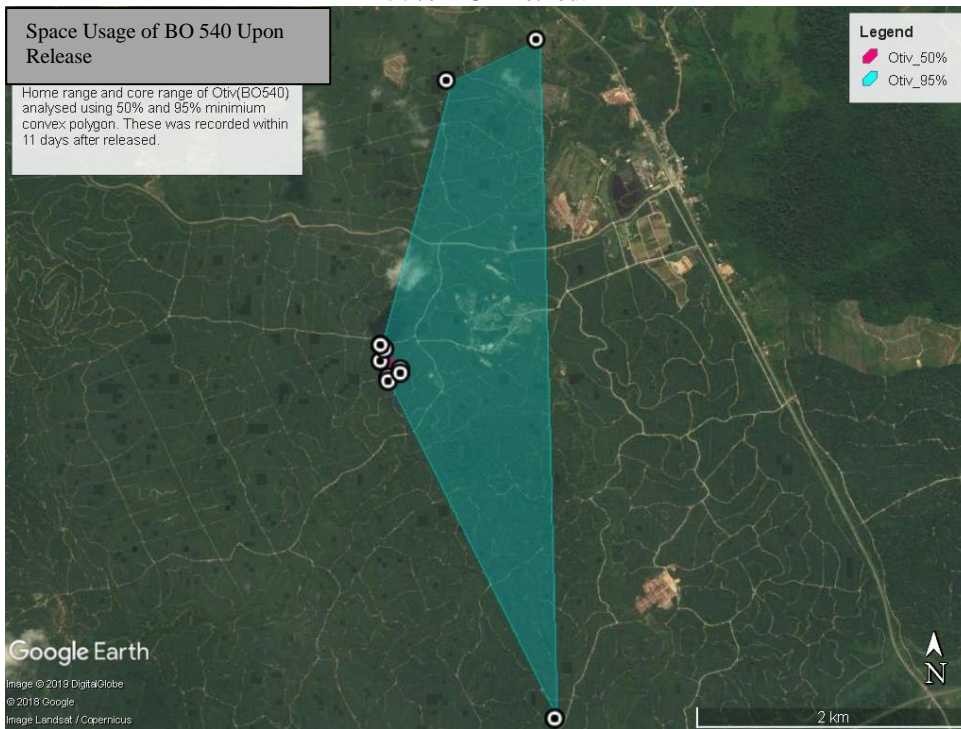 Space Usage of BO 540 Upon
Release
Home range and core range of Otiv(BO540)
analysed using 50% and 95% minimum
convex polygon. These was recorded within
11 days after released.
Legend
Otiv_50%
Otiv_95%
Google Earth
Image © 2019 DigitalGlobe
© 2018 Google
Image Landsat / Copernicus
N
2 km